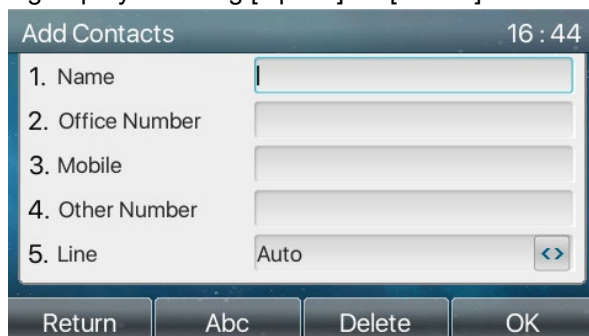 Add Contacts 16:44
1. Name
2. Office Number
3. Mobile
4. Other Number
5. Line Auto <>
Return Abc Delete OK